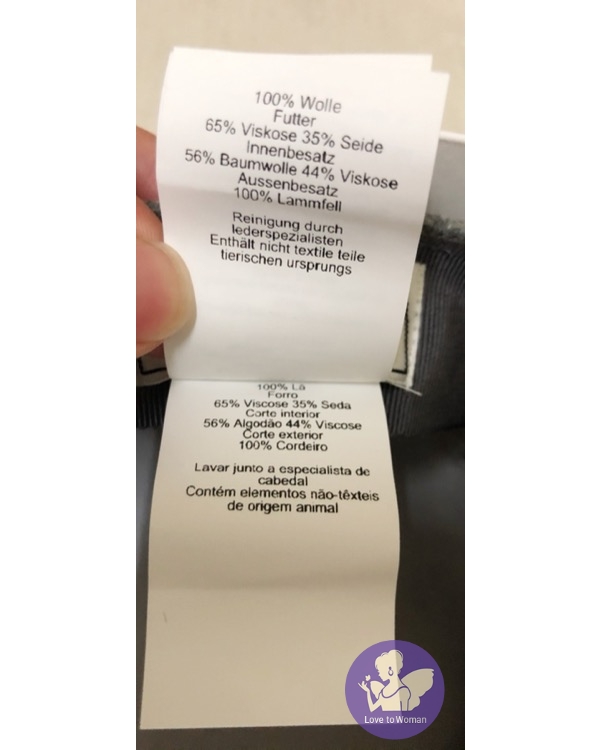 100% Wolle
Futter
65% Viskose 35% Seide
Innenbesatz
56% Baumwolle 44% Viskose
Aussenbesatz
100% Lammfell
Reinigung durch
lederspezialisten
Enthält nicht textile teile
tierischen ursprungs
100% Lã
Forro
65% Viscose 35% Seda
Corte interior
56% Algodão 44% Viscose
Corte exterior
100% Cordeiro
Lavar junto a especialista de
cabedal
Contém elementos não-têxteis
de origem animal
Love to Woman